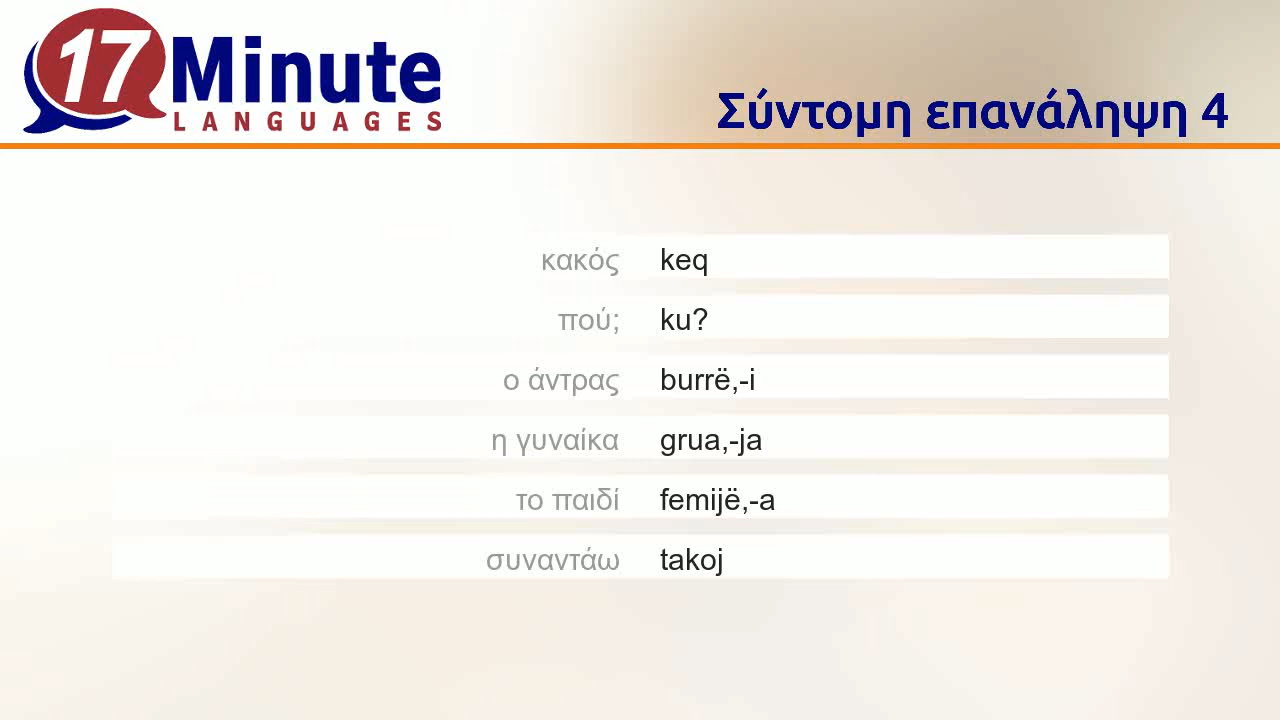 17 Minute
LANGUAGES
Σύντομη επανάληψη 4
κακός keq
πού; ku?
ο άντρας burrë,-i
η γυναίκα grua,-ja
το παιδί femijë,-a
συναντάω takoj